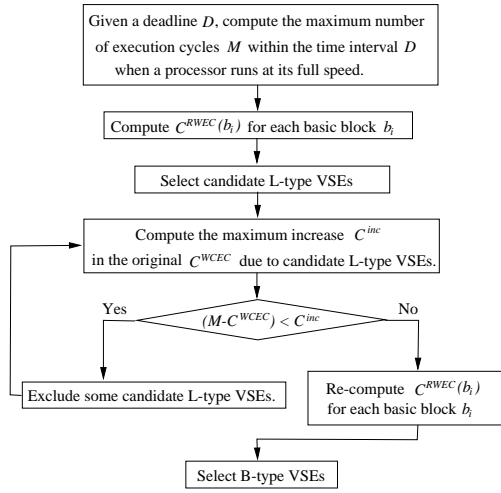 Given a deadline D, compute the maximum number
of execution cycles M within the time interval D
when a processor runs at its full speed.
Compute C^RWEC(b_i) for each basic block b_i
Select candidate L-type VSEs
Compute the maximum increase C^inc
in the original C^WCEC due to candidate L-type VSEs.
Yes
(M-C^WCEC) < C^inc
No
Exclude some candidate L-type VSEs.
Re-compute C^RWEC(b_i)
for each basic block b_i
Select B-type VSEs